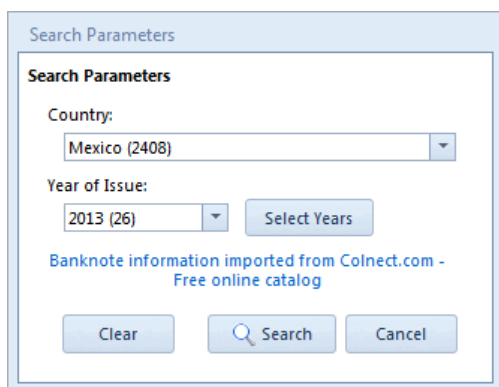 Search Parameters
Search Parameters
Country:
Mexico (2408)
Year of Issue:
2013 (26)
Select Years
Banknote information imported from Colnect.com -
Free online catalog
Clear
Search
Cancel